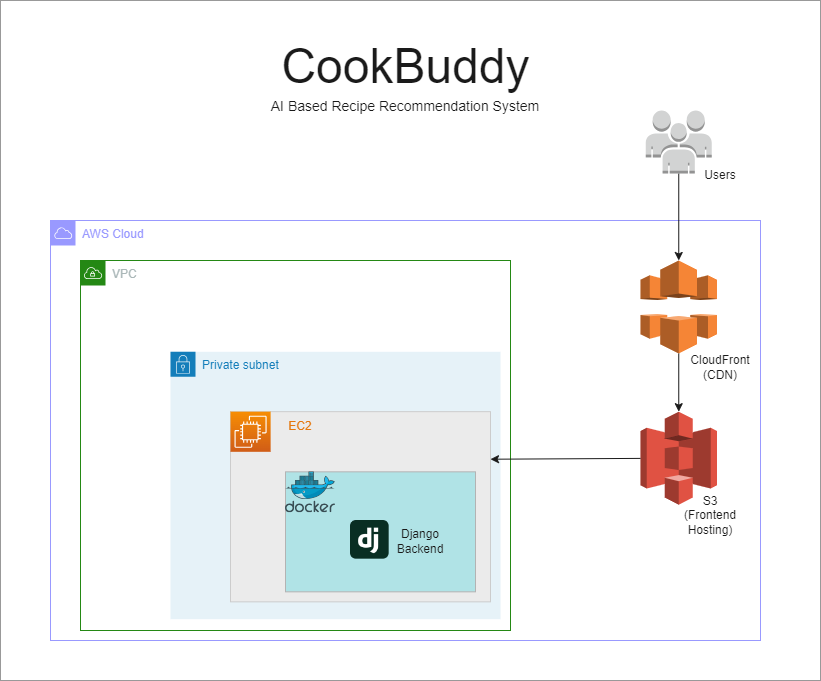 CookBuddy
AI Based Recipe Recommendation System
Users
AWS Cloud
VPC
CloudFront
(CDN)
Private subnet
EC2
docker
dj
Django
Backend
S3
(Frontend
Hosting)